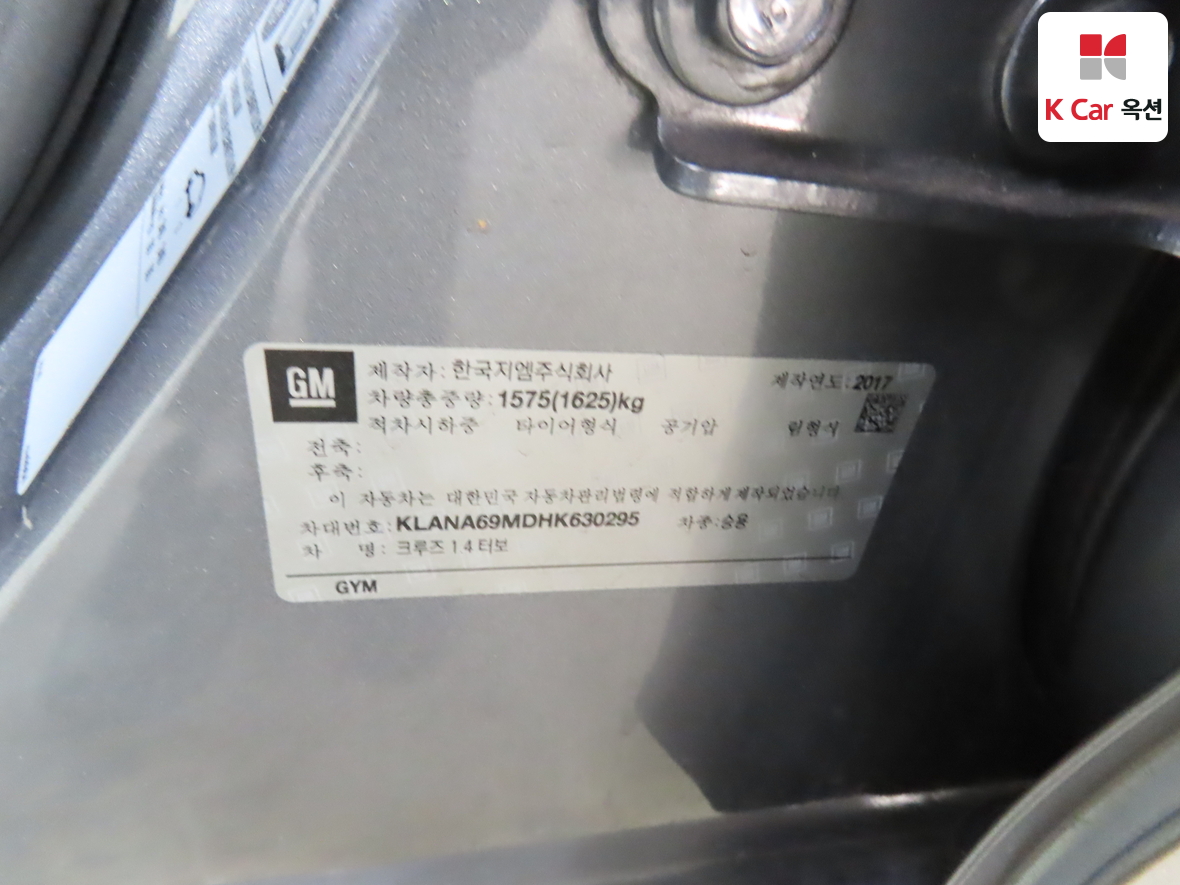 K Car 옥션
GM
제작자: 한국지엠주식회사
제작연도: 2017
차량총중량: 1575(1625)kg
적차시하중 타이어형식 공기압 림형식
전축:
후축:
이 자동차는 대한민국 자동차관리법령에 적합하게 제작되었습니다
차대번호: KLANA69MDHK630295 차종:승용
차 명: 크루즈 1.4 터보
GYM